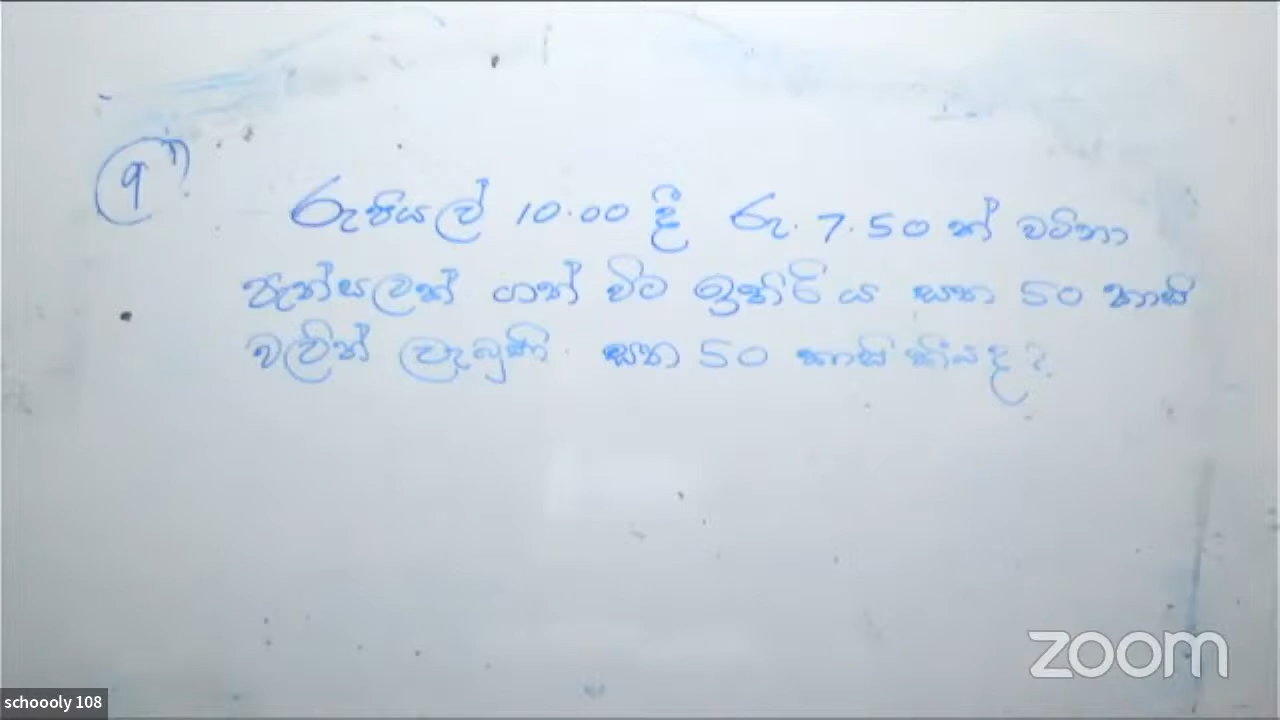 9
රුපියල් 10.00 දී රු. 7.50 ක් වටිනා
පැන්සලක් ගත් විට ඉතිරිය සත 50 කාසි
වලින් ලැබුණි. සත 50 කාසි කීයද?
zoom
schoooly 108